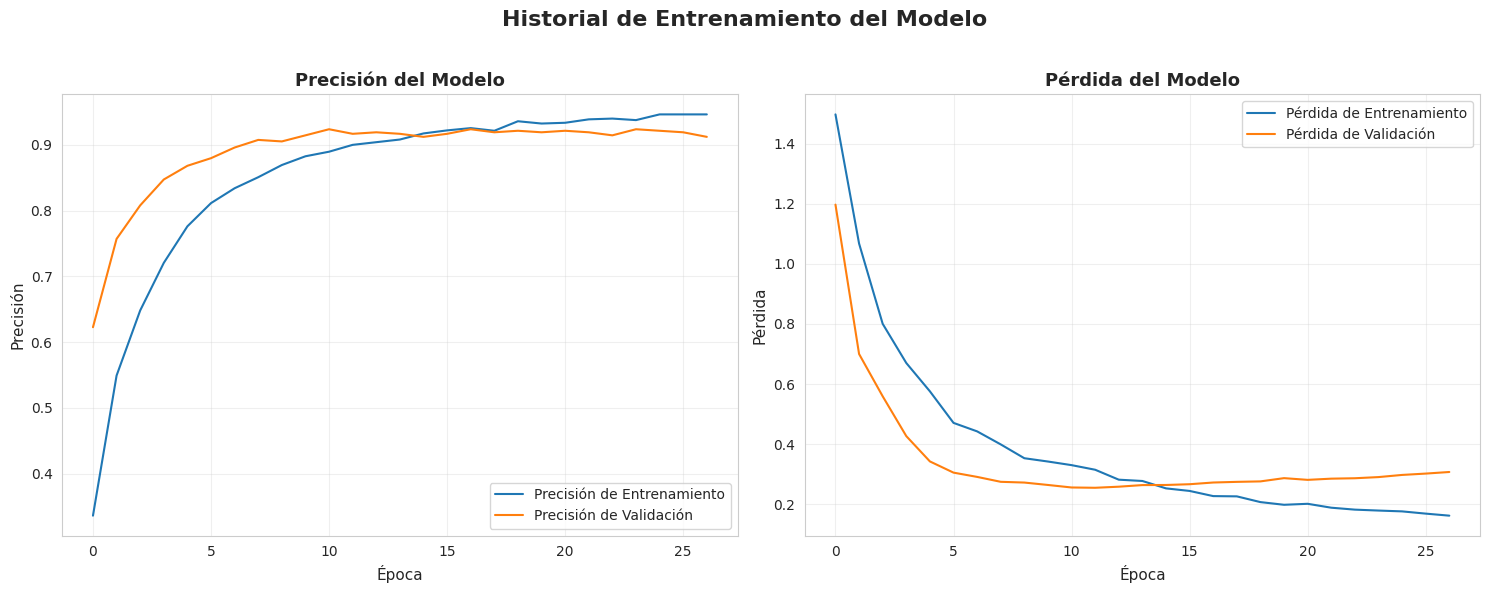 Historial de Entrenamiento del Modelo
Precisión del Modelo
Precisión
0.9
0.8
0.7
0.6
0.5
0.4
0 5 10 15 20 25
Época
Precisión de Entrenamiento
Precisión de Validación
Pérdida del Modelo
Pérdida
1.4
1.2
1.0
0.8
0.6
0.4
0.2
0 5 10 15 20 25
Época
Pérdida de Entrenamiento
Pérdida de Validación